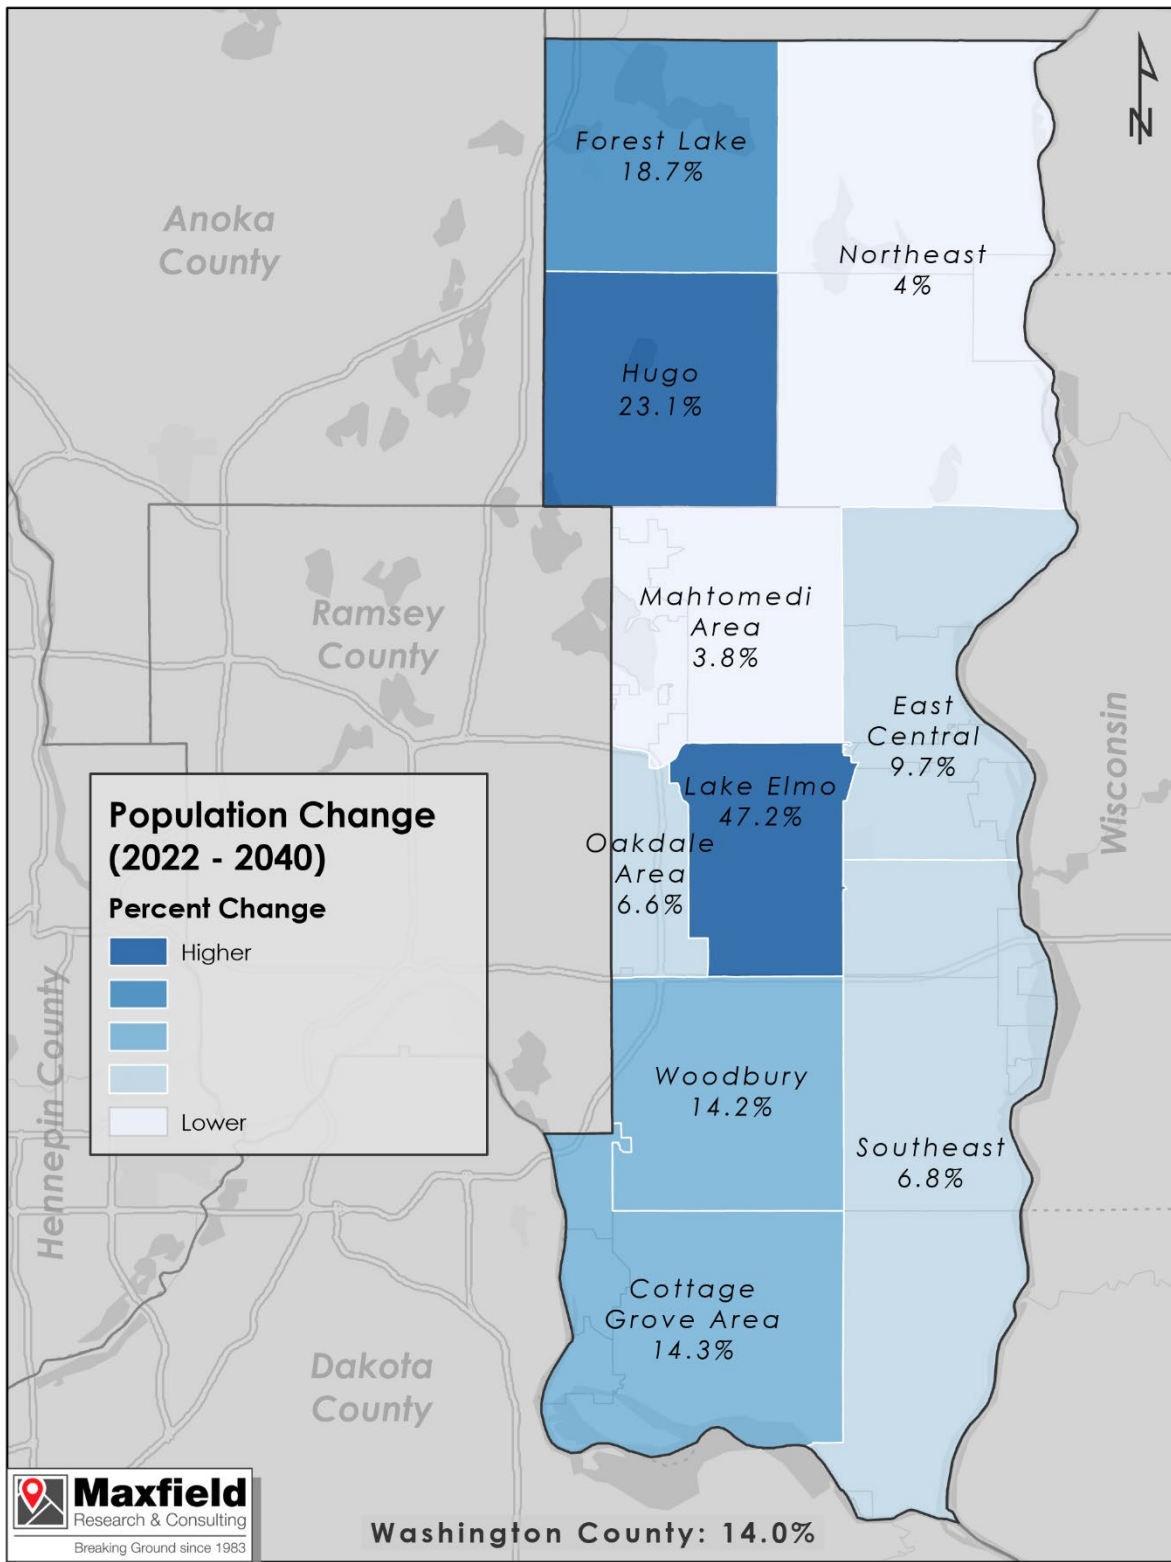 N
Forest Lake
18.7%
Northeast
4%
Anoka
County
Hugo
23.1%
Mahtomedi
Area
3.8%
Ramsey
County
East
Central
9.7%
Wisconsin
Lake Elmo
47.2%
Oakdale
Area
6.6%
Population Change
(2022 - 2040)
Percent Change
Higher
Lower
Hennepin County
Woodbury
14.2%
Southeast
6.8%
Cottage
Grove Area
14.3%
Dakota
County
Maxfield
Research & Consulting
Breaking Ground since 1983
Washington County: 14.0%